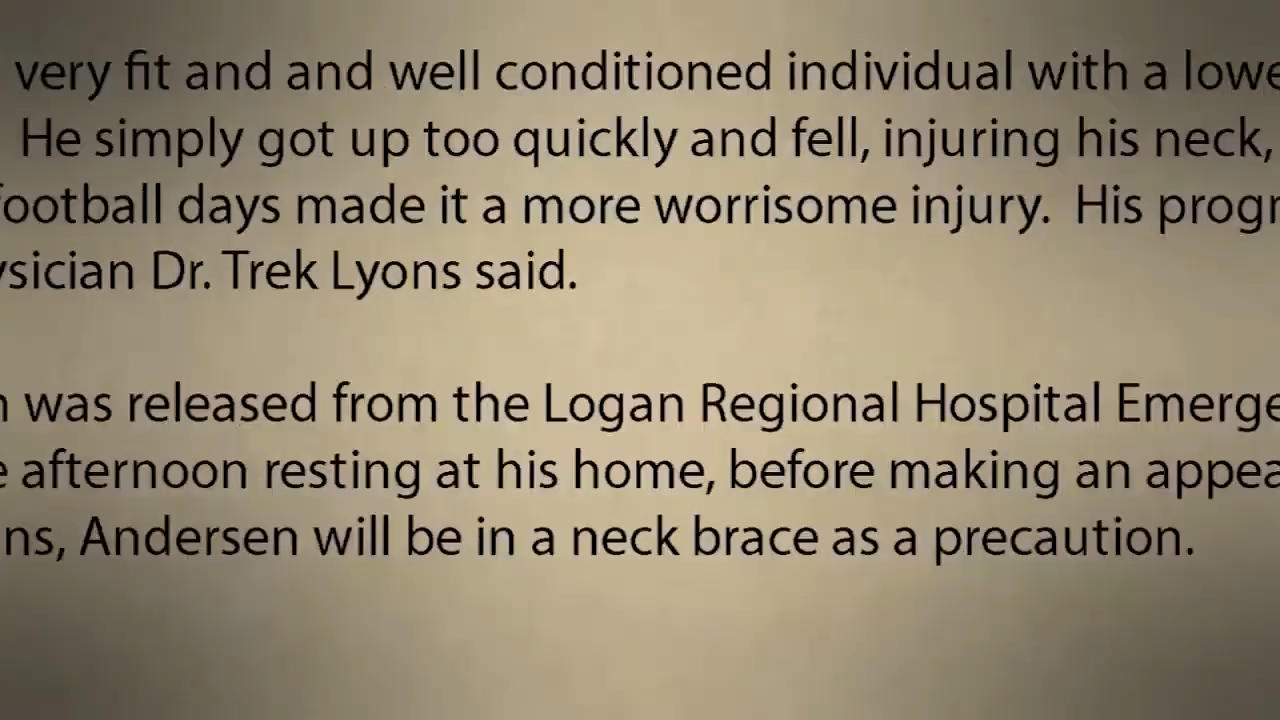 very fit and and well conditioned individual with a lowe
He simply got up too quickly and fell, injuring his neck,
football days made it a more worrisome injury. His progr
ysician Dr. Trek Lyons said.
n was released from the Logan Regional Hospital Emerge
e afternoon resting at his home, before making an appea
ns, Andersen will be in a neck brace as a precaution.